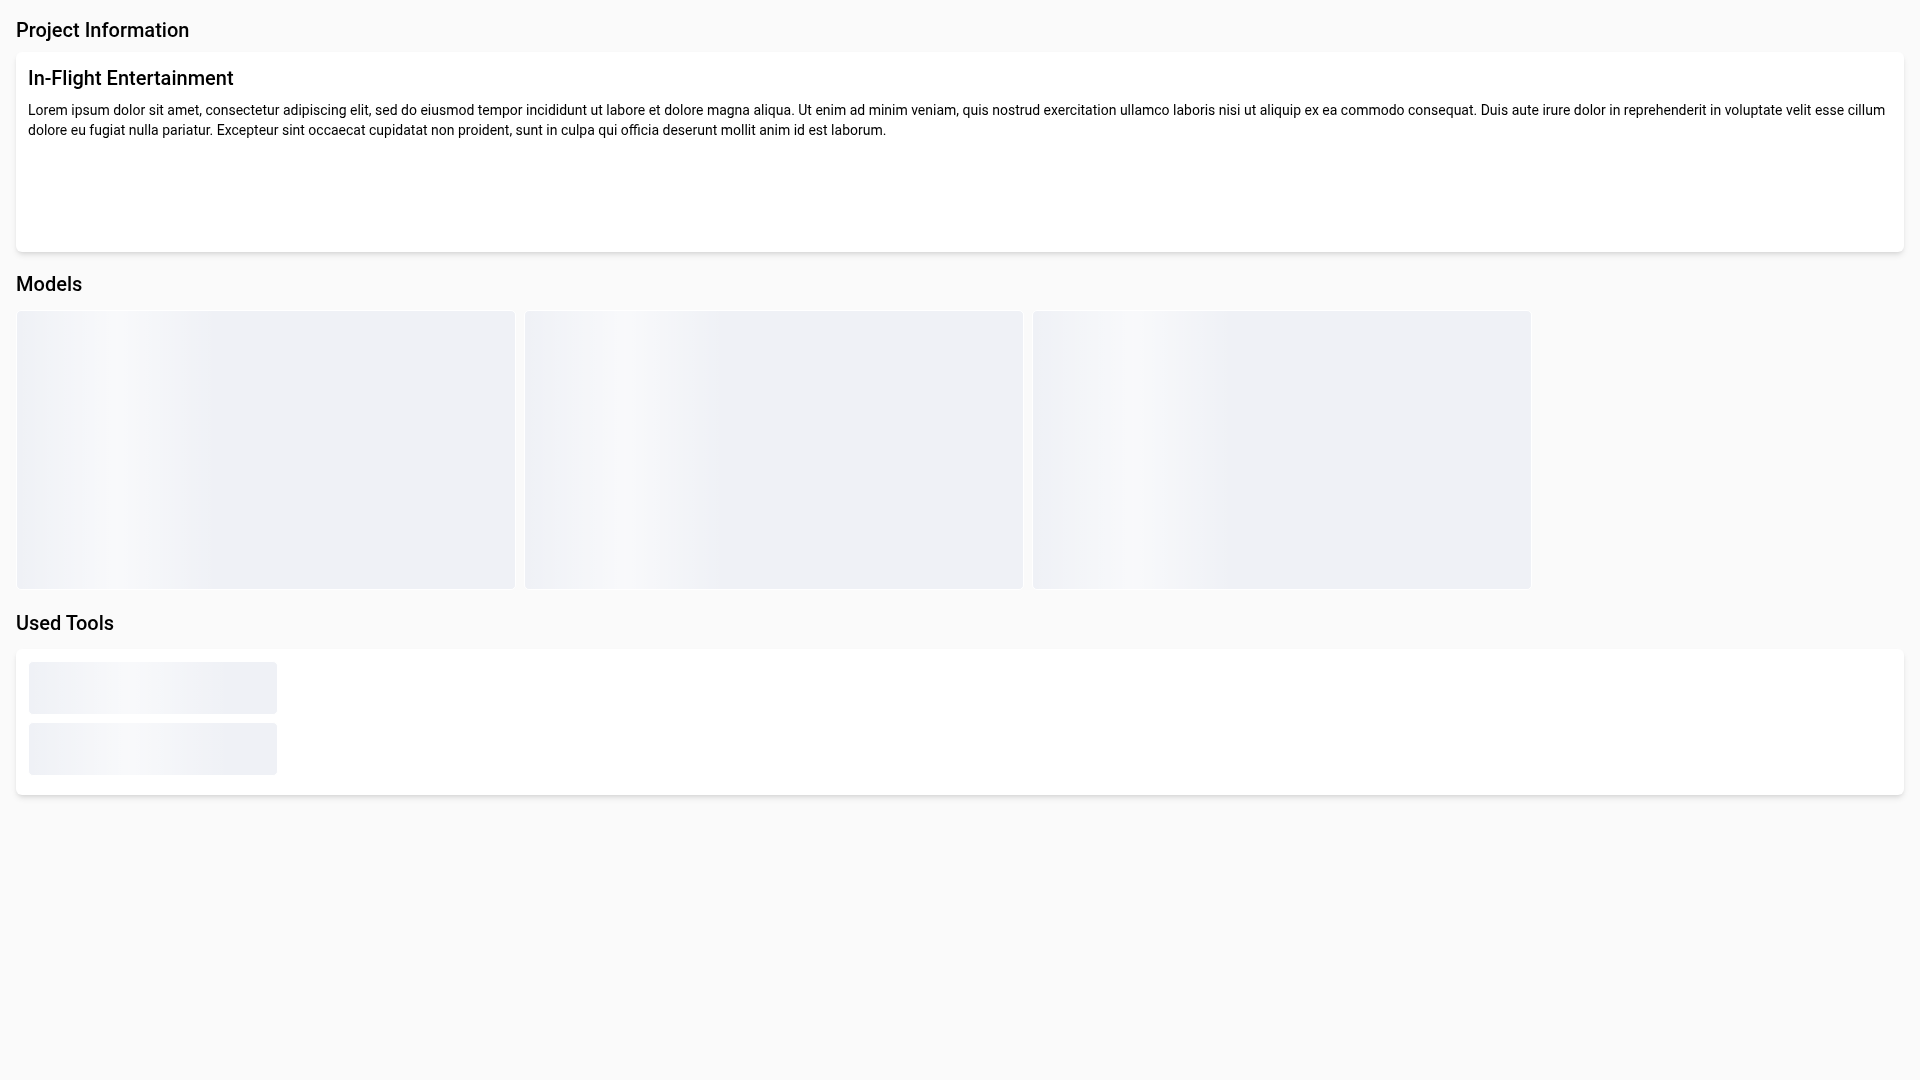 Project Information
In-Flight Entertainment
Lorem ipsum dolor sit amet, consectetur adipiscing elit, sed do eiusmod tempor incididunt ut labore et dolore magna aliqua. Ut enim ad minim veniam, quis nostrud exercitation ullamco laboris nisi ut aliquip ex ea commodo consequat. Duis aute irure dolor in reprehenderit in voluptate velit esse cillum
dolore eu fugiat nulla pariatur. Excepteur sint occaecat cupidatat non proident, sunt in culpa qui officia deserunt mollit anim id est laborum.
Models
Used Tools